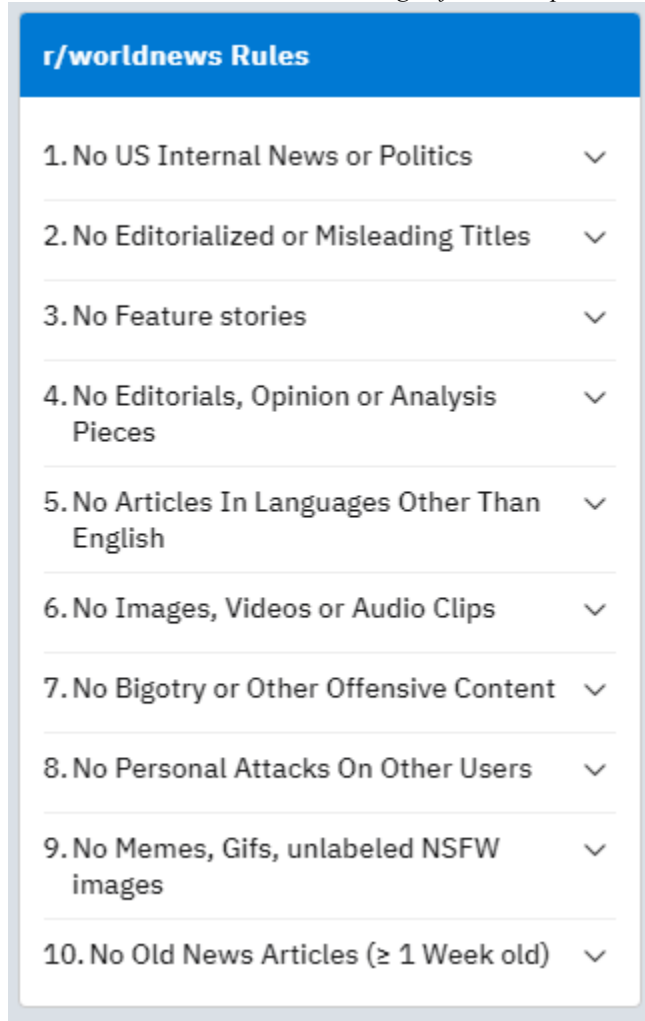 r/worldnews Rules
1. No US Internal News or Politics
2. No Editorialized or Misleading Titles
3. No Feature stories
4. No Editorials, Opinion or Analysis
Pieces
5. No Articles In Languages Other Than
English
6. No Images, Videos or Audio Clips
7. No Bigotry or Other Offensive Content
8. No Personal Attacks On Other Users
9. No Memes, Gifs, unlabeled NSFW
images
10. No Old News Articles (≥ 1 Week old)